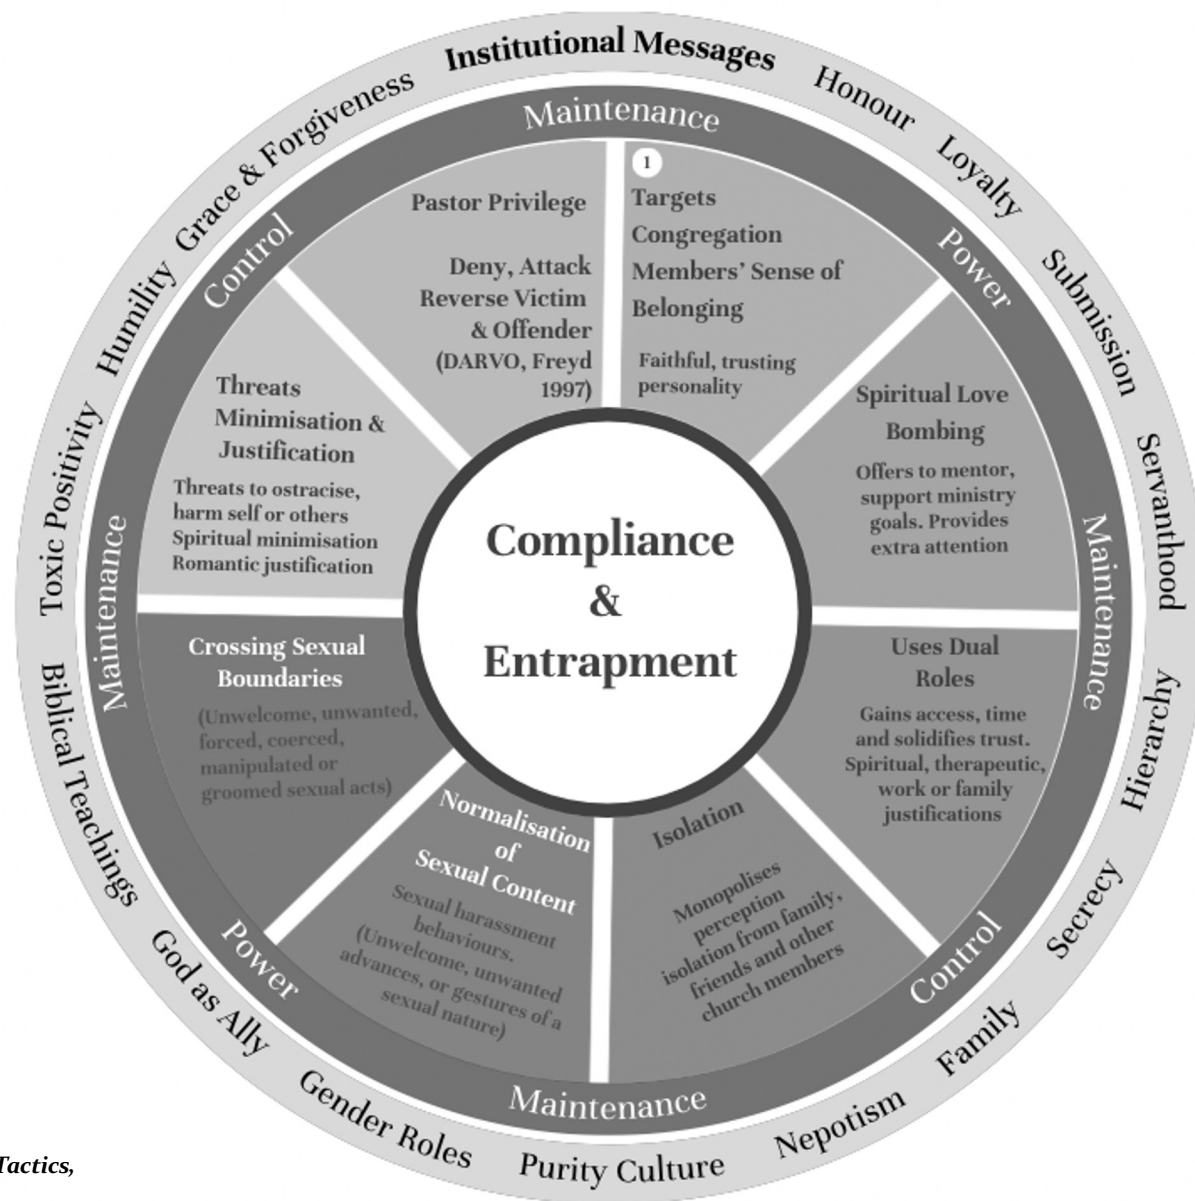 Institutional Messages
Honour
Loyalty
Submission
Servanthood
Hierarchy
Secrecy
Family
Nepotism
Purity Culture
Gender Roles
God as Ally
Biblical Teachings
Toxic Positivity
Humility
Grace & Forgiveness
Maintenance
Power
Maintenance
Control
Maintenance
Power
Maintenance
Control
1
Targets
Congregation
Members’ Sense of
Belonging
Faithful, trusting
personality
Spiritual Love
Bombing
Offers to mentor,
support ministry
goals. Provides
extra attention
Uses Dual
Roles
Gains access, time
and solidifies trust.
Spiritual, therapeutic,
work or family
justifications
Isolation
Monopolises
perception
isolation from family,
friends and other
church members
Normalisation
of
Sexual Content
Sexual harassment
behaviours.
(Unwelcome, unwanted
advances, or gestures of a
sexual nature)
Crossing Sexual
Boundaries
(Unwelcome, unwanted,
forced, coerced,
manipulated or
groomed sexual acts)
Threats
Minimisation &
Justification
Threats to ostracise,
harm self or others
Spiritual minimisation
Romantic justification
Pastor Privilege
Deny, Attack
Reverse Victim
& Offender
(DARVO, Freyd
1997)
Compliance
&
Entrapment
Tactics,